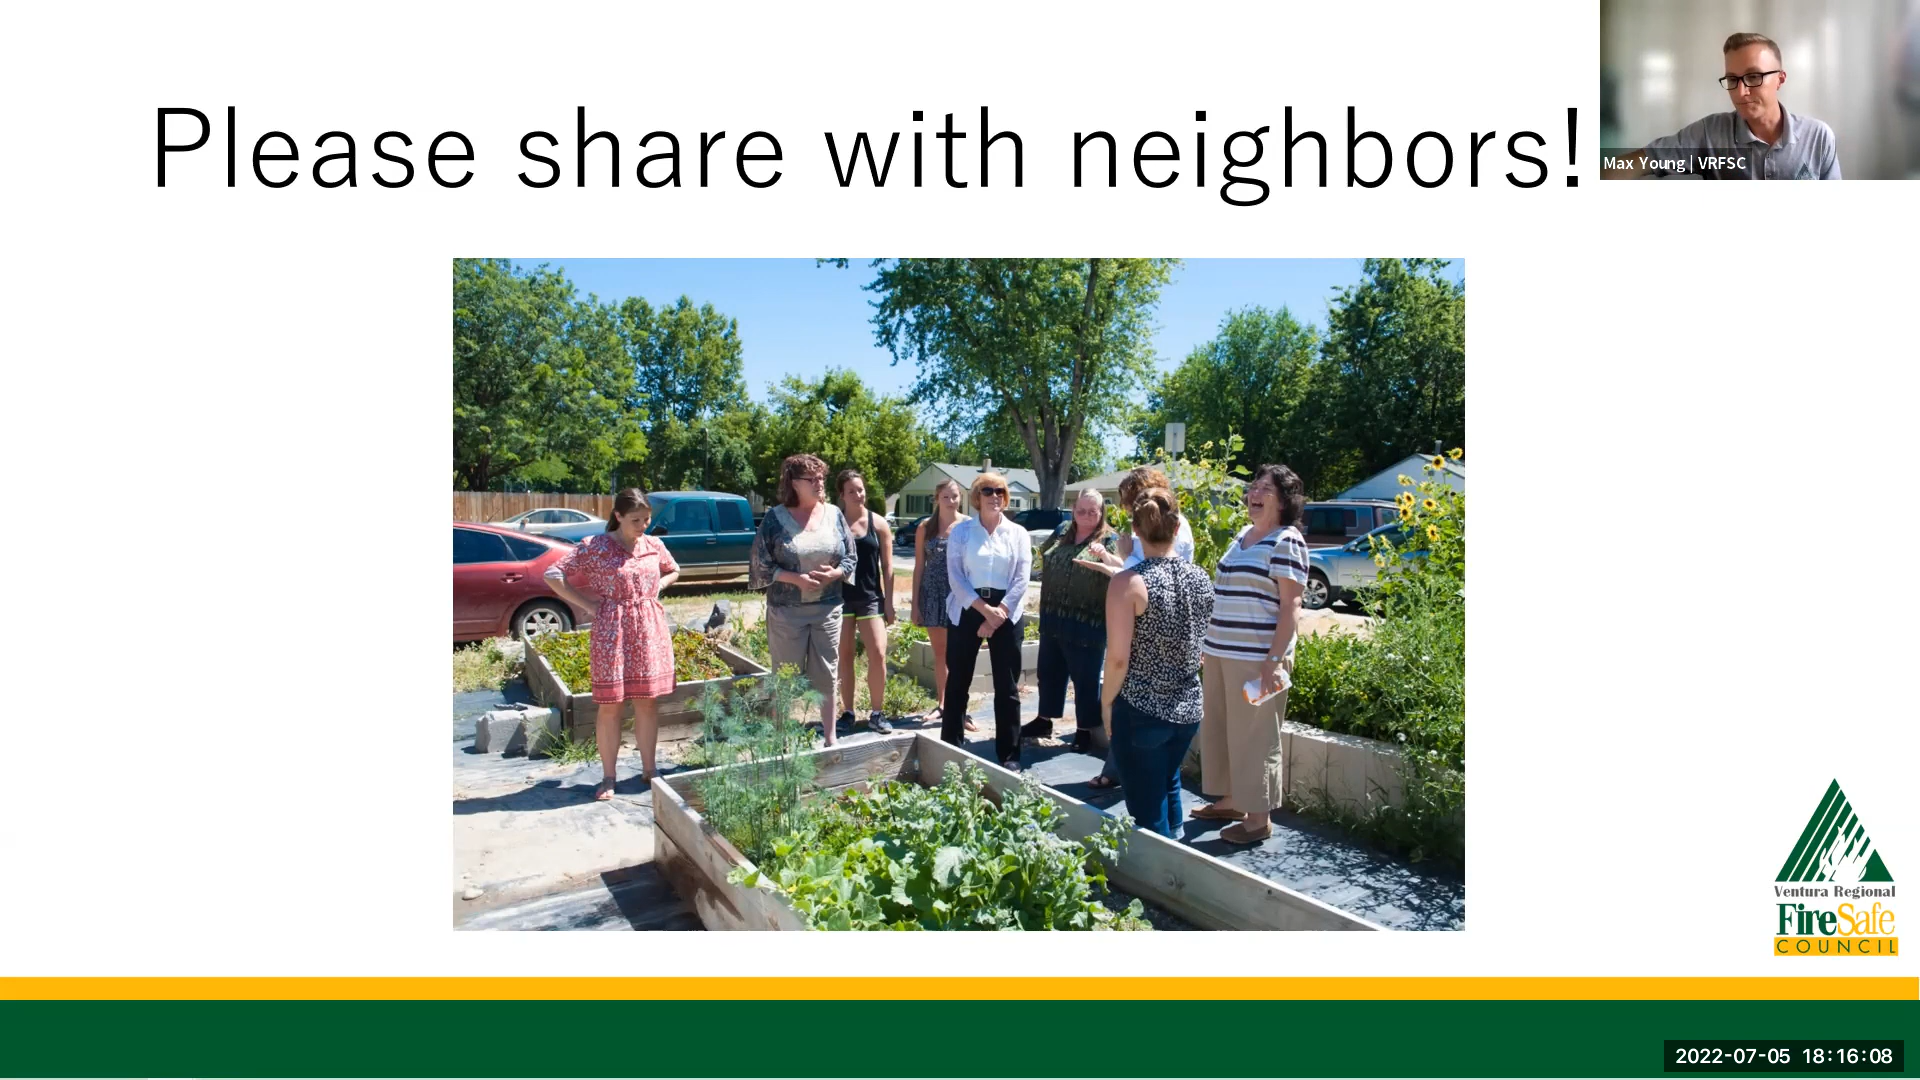 Please share with neighbors!
Max Young | VRFSC
Ventura Regional
FireSafe
COUNCIL
2022-07-05 18:16:08